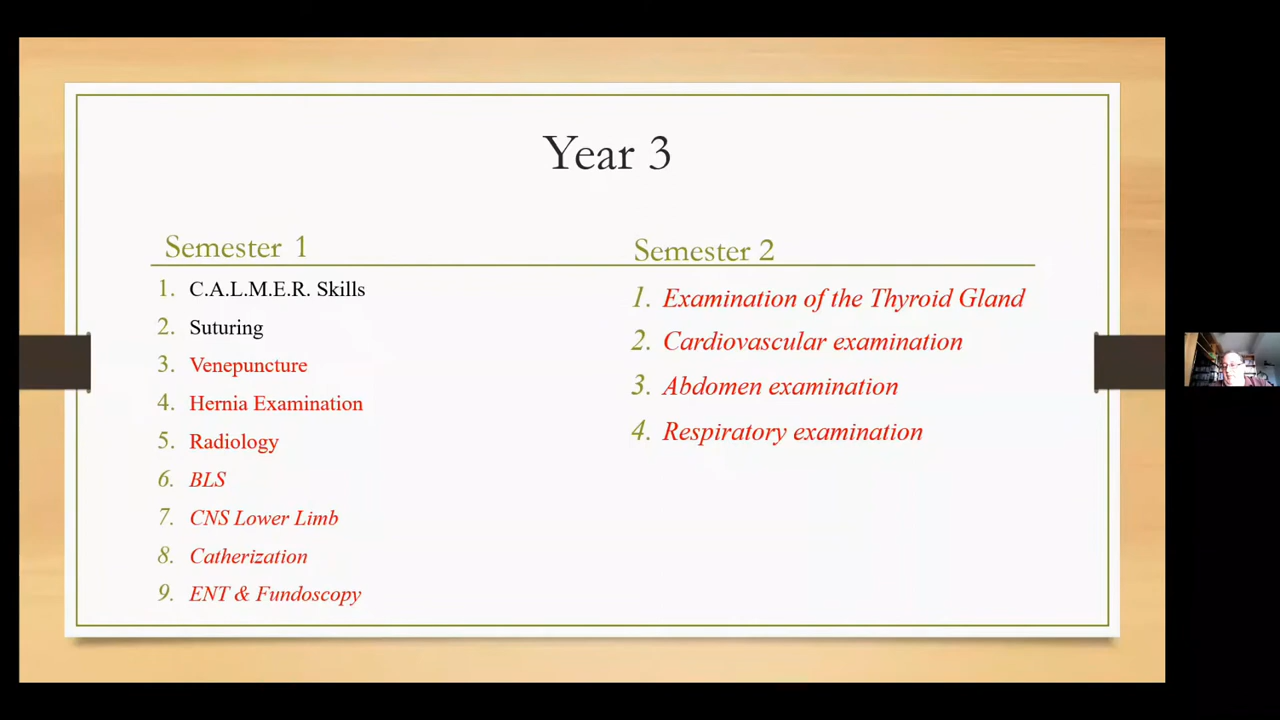 Year 3
Semester 1
1. C.A.L.M.E.R. Skills
2. Suturing
3. Venepuncture
4. Hernia Examination
5. Radiology
6. BLS
7. CNS Lower Limb
8. Catherization
9. ENT & Fundoscopy
Semester 2
1. Examination of the Thyroid Gland
2. Cardiovascular examination
3. Abdomen examination
4. Respiratory examination